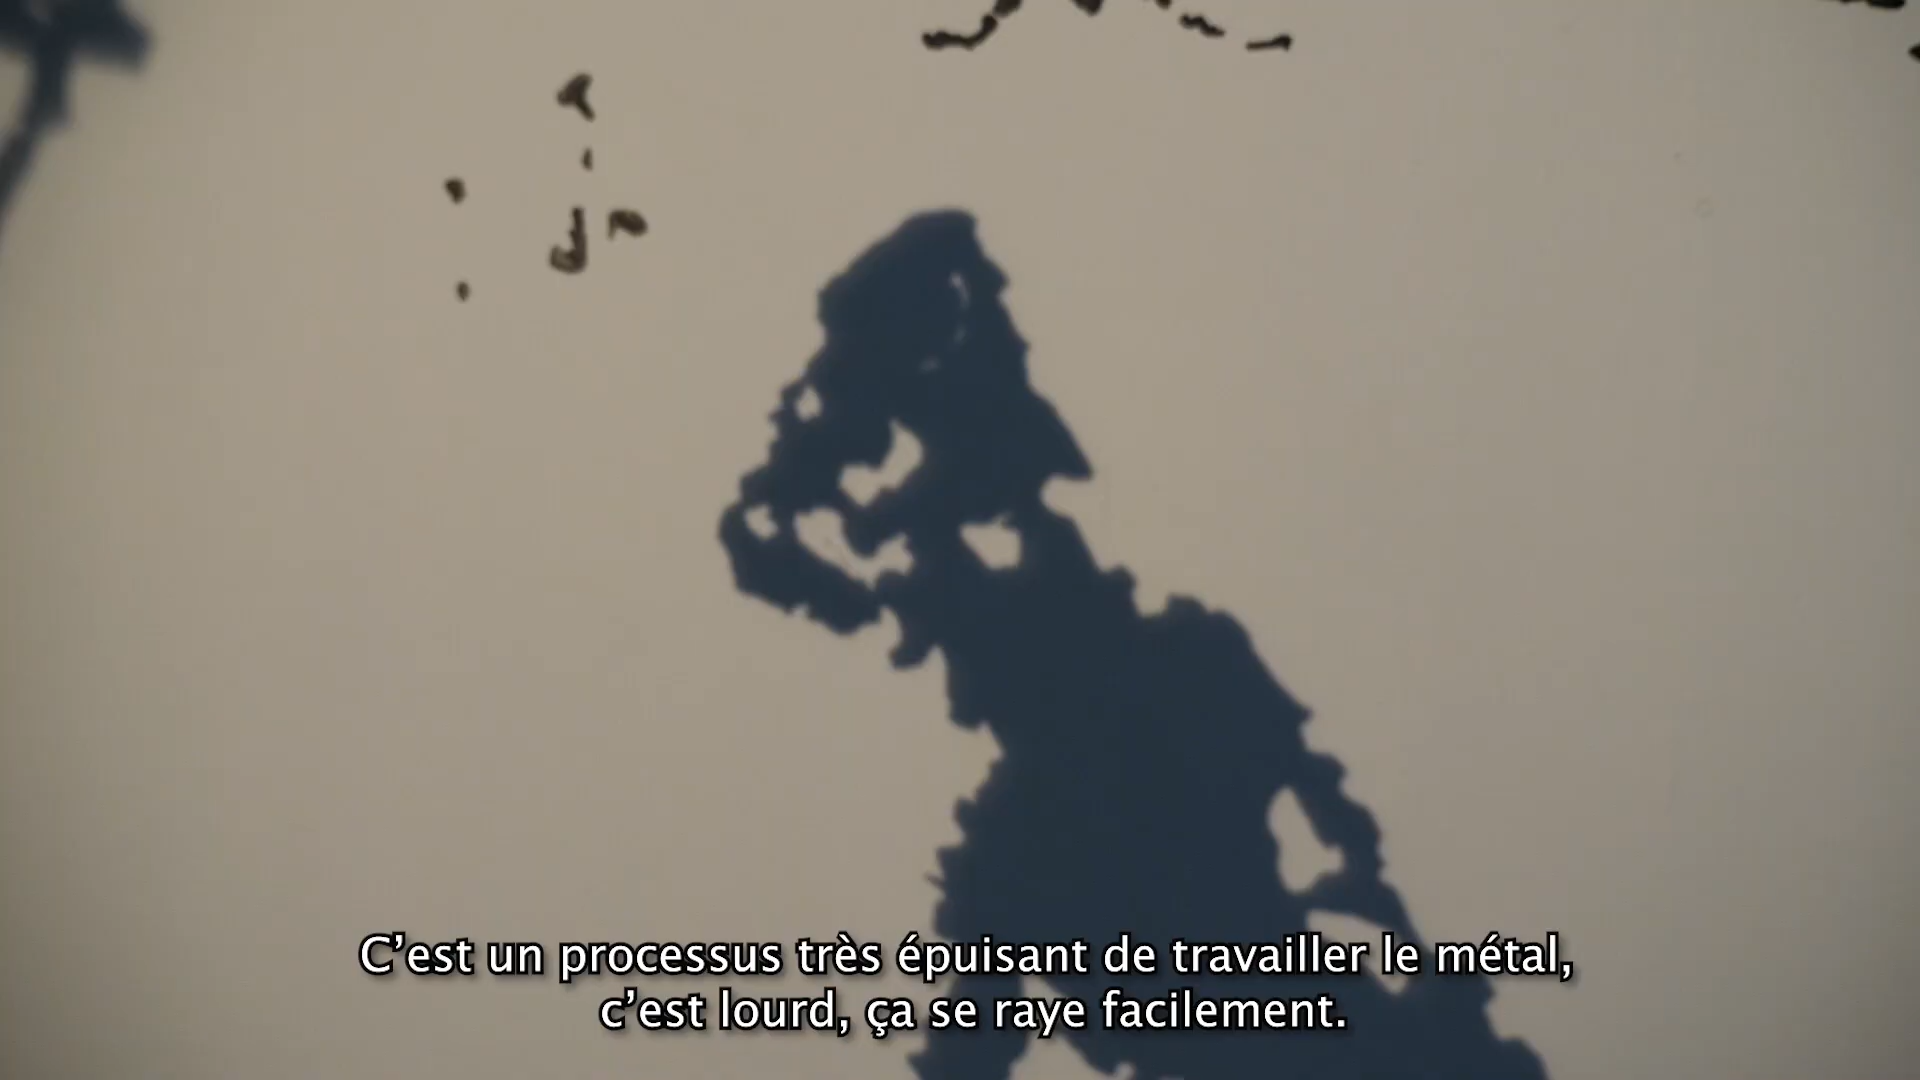 C’est un processus très épuisant de travailler le métal,
c’est lourd, ça se raye facilement.